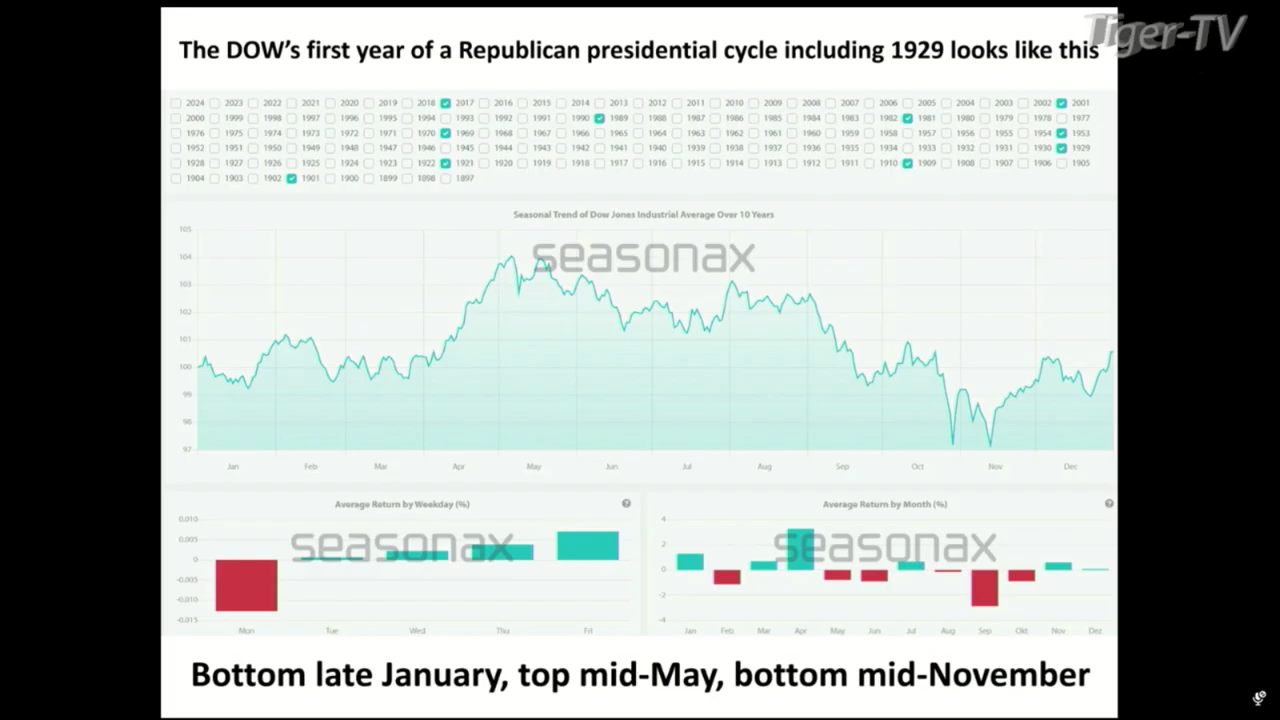 Tiger-TV
The DOW's first year of a Republican presidential cycle including 1929 looks like this
2024 2023 2022 2021 2020 2019 2018 2017 2016 2015 2014 2013 2012 2011 2010 2009 2008 2007 2006 2005 2004 2003 2002 2001
2000 1999 1998 1997 1996 1995 1994 1993 1992 1991 1990 1989 1988 1987 1986 1985 1984 1983 1982 1981 1980 1979 1978 1977
1976 1975 1974 1973 1972 1971 1970 1969 1968 1967 1966 1965 1964 1963 1962 1961 1960 1959 1958 1957 1956 1955 1954 1953
1952 1951 1950 1949 1948 1947 1946 1945 1944 1943 1942 1941 1940 1939 1938 1937 1936 1935 1934 1933 1932 1931 1930 1929
1928 1927 1926 1925 1924 1923 1922 1921 1920 1919 1918 1917 1916 1915 1914 1913 1912 1911 1910 1909 1908 1907 1906 1905
1904 1903 1902 1901 1900 1899 1898 1897
Seasonal Trend of Dow Jones Industrial Average Over 10 Years
seasonax
105
104
103
102
101
100
99
98
97
Jan Feb Mar Apr May Jun Jul Aug Sep Oct Nov Dec
Average Return by Weekday (%)
seasonax
0.010
0.005
0
-0.005
-0.010
-0.015
Mon Tue Wed Thu Fri
Average Return by Month (%)
seasonax
4
2
0
-2
-4
Jan Feb Mar Apr May Jun Jul Aug Sep Okt Nov Dez
Bottom late January, top mid-May, bottom mid-November